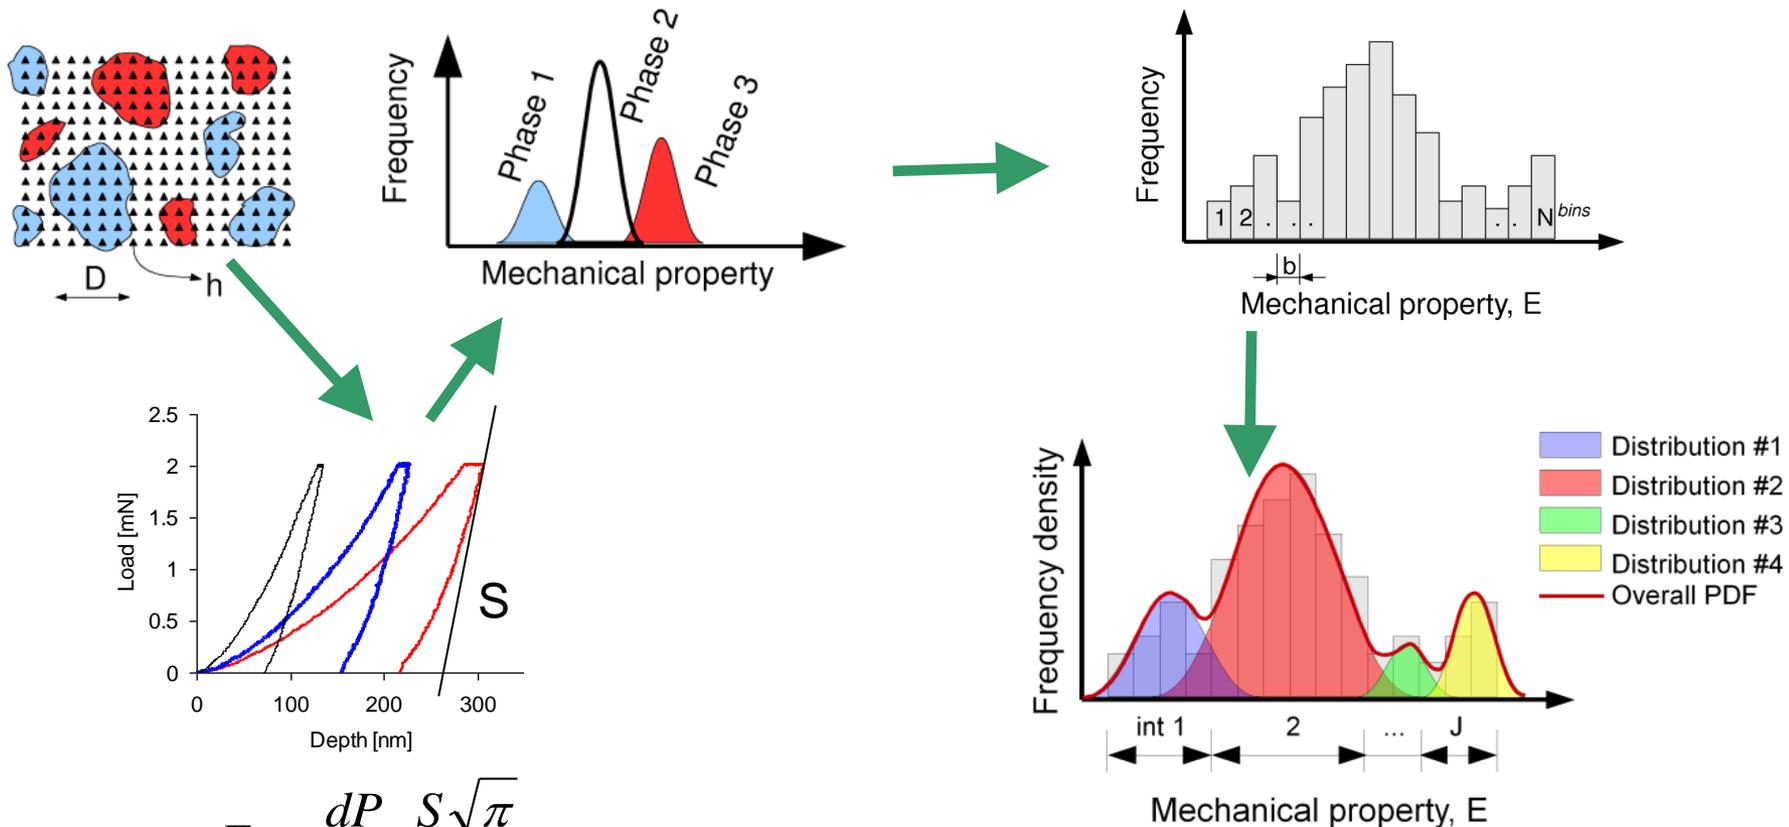 D
h
Frequency
Phase 1
Phase 2
Phase 3
Mechanical property
Frequency
1 2 . . . . . N bins
b
Mechanical property, E
2.5
2
1.5
1
0.5
0
Load [mN]
0 100 200 300
Depth [nm]
S
dP S√π
Frequency density
int 1 2 ... J
Mechanical property, E
Distribution #1
Distribution #2
Distribution #3
Distribution #4
Overall PDF